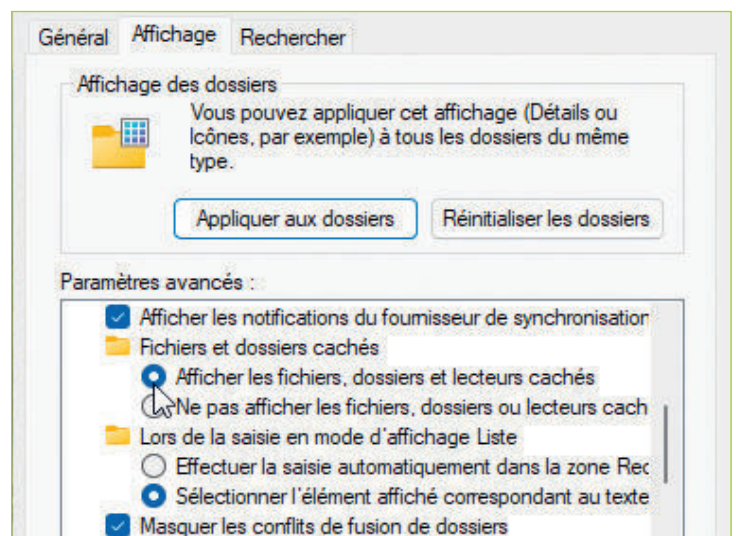 Général Affichage Rechercher
Affichage des dossiers
Vous pouvez appliquer cet affichage (Détails ou
Icônes, par exemple) à tous les dossiers du même
type.
Appliquer aux dossiers Réinitialiser les dossiers
Paramètres avancés :
Afficher les notifications du fournisseur de synchronisation
Fichiers et dossiers cachés
Afficher les fichiers, dossiers et lecteurs cachés
Ne pas afficher les fichiers, dossiers ou lecteurs cach
Lors de la saisie en mode d'affichage Liste
Effectuer la saisie automatiquement dans la zone Rec
Sélectionner l'élément affiché correspondant au texte
Masquer les conflits de fusion de dossiers